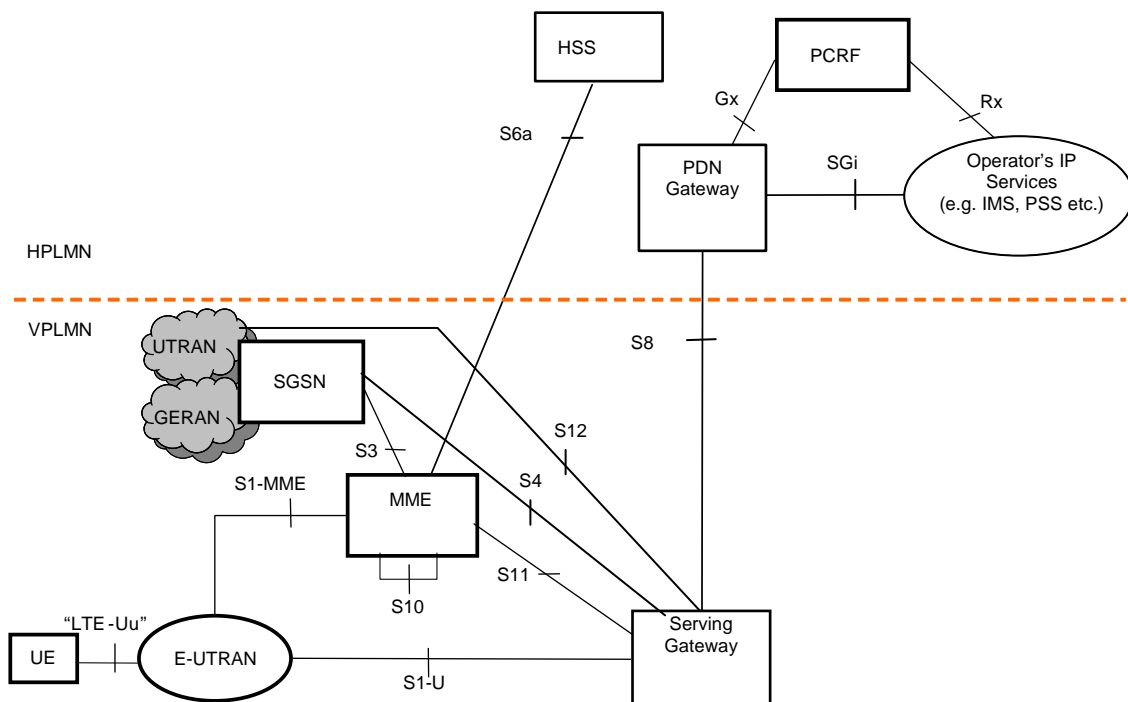 HSS
PCRF
Gx
Rx
S6a
PDN
Gateway
SGi
Operator's IP
Services
(e.g. IMS, PSS etc.)
HPLMN
VPLMN
UTRAN
SGSN
GERAN
S8
S3
S12
S4
S1-MME
MME
S11
S10
"LTE-Uu"
UE
E-UTRAN
S1-U
Serving
Gateway